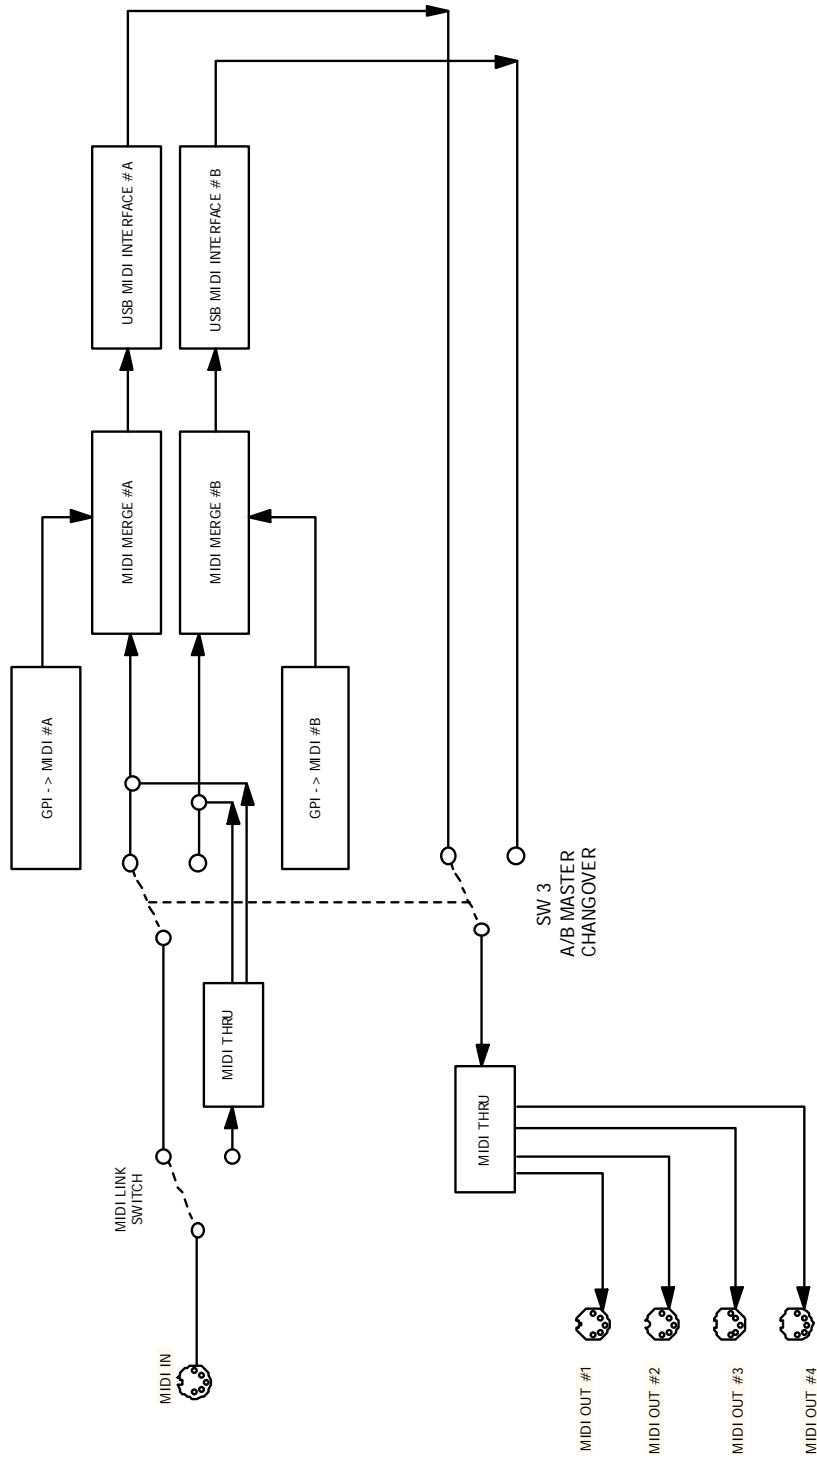 USB MIDI INTERFACE #A
USB MIDI INTERFACE #B
MIDI MERGE #A
MIDI MERGE #B
GPI -> MIDI #A
GPI -> MIDI #B
SW 3
A/B MASTER
CHANGOVER
MIDI THRU
MIDI LINK
SWITCH
MIDI THRU
MIDI IN
MIDI OUT #1
MIDI OUT #2
MIDI OUT #3
MIDI OUT #4